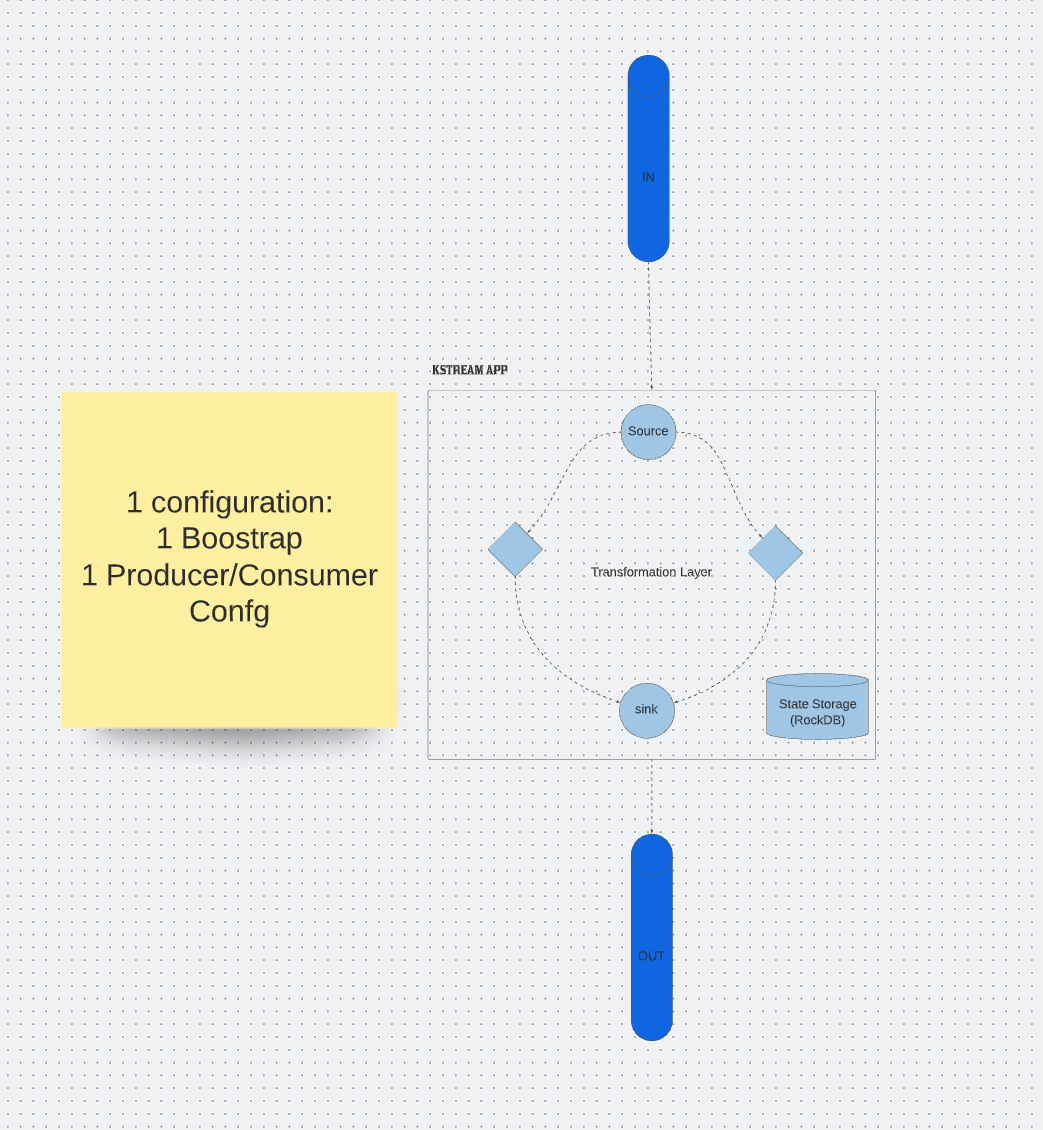 IN
KSTREAM APP
Source
1 configuration:
1 Boostrap
1 Producer/Consumer
Confg
Transformation Layer
sink
State Storage
(RockDB)
OUT